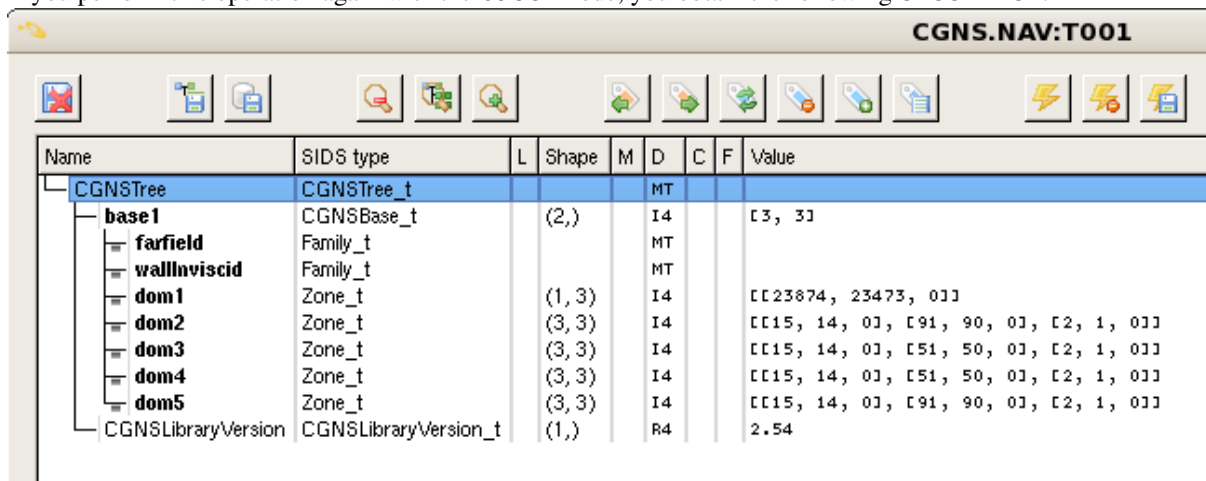 CGNS.NAV:T001
Name SIDS type L Shape M D C F Value
CGNSTree CGNSTree_t MT
base1 CGNSBase_t (2,) I4 [3, 3]
farfield Family_t MT
wallInviscid Family_t MT
dom1 Zone_t (1, 3) I4 [[23874, 23473, 0]]
dom2 Zone_t (3, 3) I4 [[15, 14, 0], [91, 90, 0], [2, 1, 0]]
dom3 Zone_t (3, 3) I4 [[15, 14, 0], [51, 50, 0], [2, 1, 0]]
dom4 Zone_t (3, 3) I4 [[15, 14, 0], [51, 50, 0], [2, 1, 0]]
dom5 Zone_t (3, 3) I4 [[15, 14, 0], [91, 90, 0], [2, 1, 0]]
CGNSLibraryVersion CGNSLibraryVersion_t (1,) R4 2.54